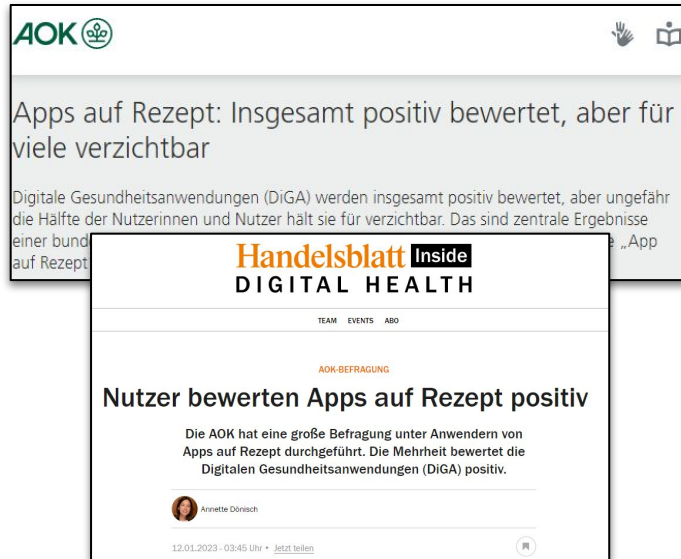 AOK
Apps auf Rezept: Insgesamt positiv bewertet, aber für
viele verzichtbar
Digitale Gesundheitsanwendungen (DiGA) werden insgesamt positiv bewertet, aber ungefähr
die Hälfte der Nutzerinnen und Nutzer hält sie für verzichtbar. Das sind zentrale Ergebnisse
einer „App
auf Rezept
Handelsblatt Inside
DIGITAL HEALTH
TEAM EVENTS ABO
AOK-BEFRAGUNG
Nutzer bewerten Apps auf Rezept positiv
Die AOK hat eine große Befragung unter Anwendern von
Apps auf Rezept durchgeführt. Die Mehrheit bewertet die
Digitalen Gesundheitsanwendungen (DiGA) positiv.
Annette Dönisch
12.01.2023 - 03:45 Uhr • Jetzt teilen